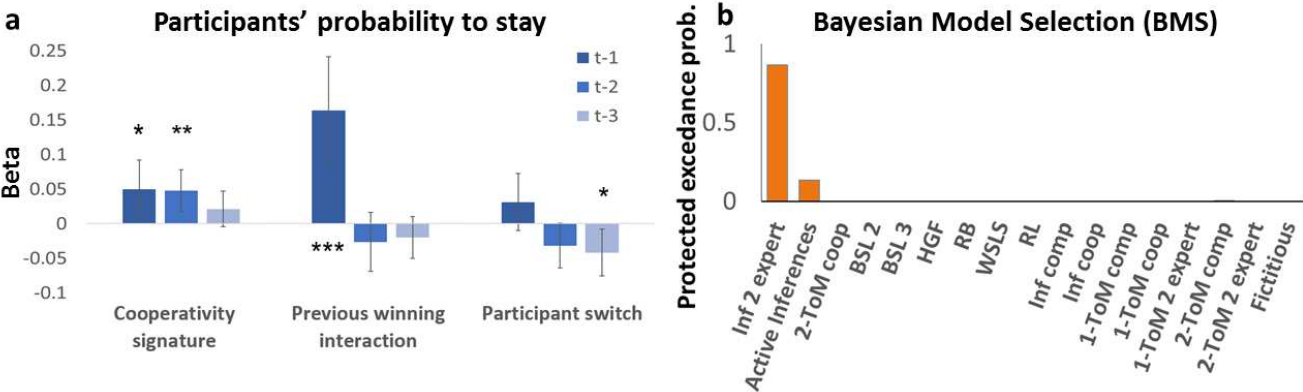 a
Participants' probability to stay
0.25
0.2
0.15
0.1
0.05
0
-0.05
-0.1
Beta
t-1
t-2
t-3
*
**
***
*
Cooperativity
signature
Previous winning
interaction
Participant switch
b
Bayesian Model Selection (BMS)
Protected excedance prob.
1
0.5
0
Inf 2 expert
Active Inferences
2-ToM coop
BSL 2
BSL 3
HGF
RB
WSLS
RL
Inf comp
Inf coop
1-ToM comp
1-ToM coop
1-ToM 2 expert
2-ToM comp
2-ToM 2 expert
Fictitious